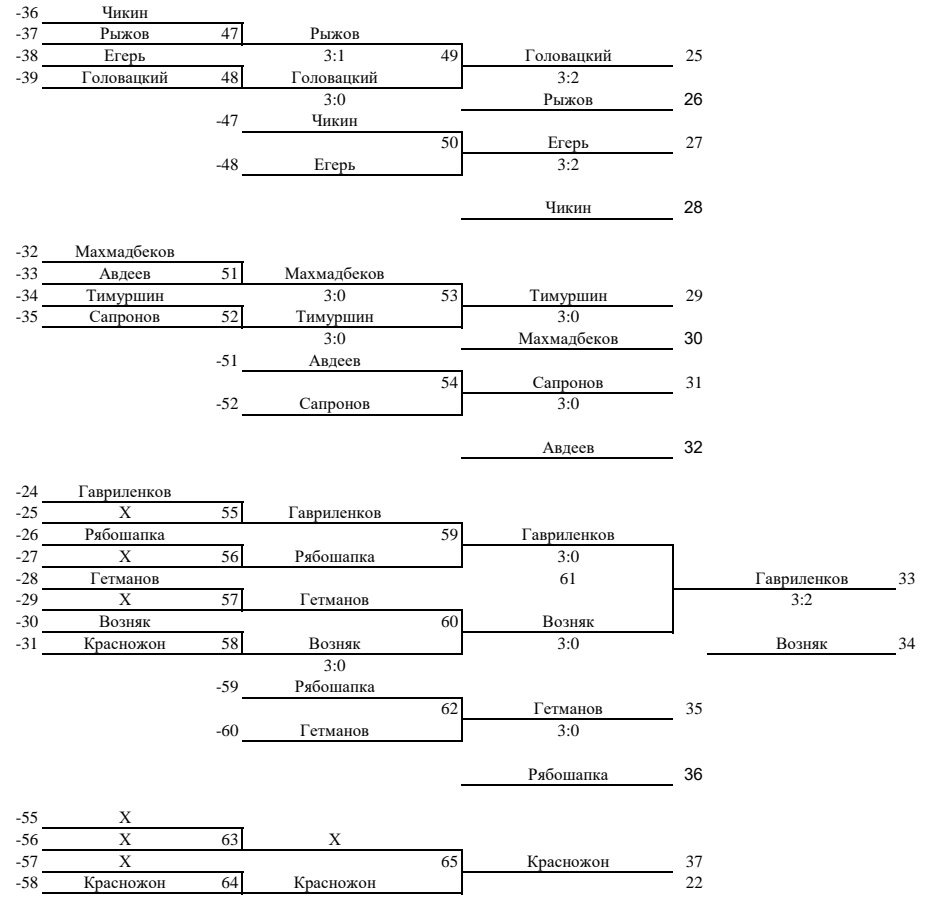 -36 Чикин
-37 Рыжов 47 Рыжов
-38 Егерь 3:1 49 Головацкий 25
-39 Головацкий 48 Головацкий 3:2
3:0 Рыжов 26
-47 Чикин
50 Егерь 27
-48 Егерь 3:2
Чикин 28
-32 Махмадбеков
-33 Авдеев 51 Махмадбеков
-34 Тимуршин 3:0 53 Тимуршин 29
-35 Сапронов 52 Тимуршин 3:0
3:0 Махмадбеков 30
-51 Авдеев
54 Сапронов 31
-52 Сапронов 3:0
Авдеев 32
-24 Гавриленков
-25 Х 55 Гавриленков
-26 Рябошапка 59 Гавриленков
-27 Х 56 Рябошапка 3:0
-28 Гетманов 61 Гавриленков 33
-29 Х 57 Гетманов 3:2
-30 Возняк 60 Возняк
-31 Красножон 58 Возняк 3:0 Возняк 34
3:0
-59 Рябошапка
62 Гетманов 35
-60 Гетманов 3:0
Рябошапка 36
-55 Х
-56 Х 63 Х
-57 Х 65 Красножон 37
-58 Красножон 64 Красножон 22